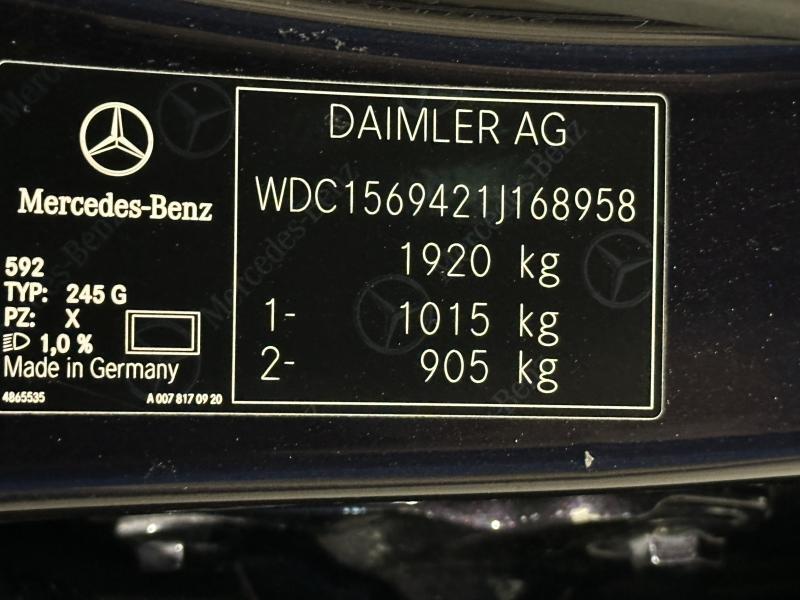 DAIMLER AG
WDC1569421J168958
1920 kg
1- 1015 kg
2- 905 kg
Mercedes-Benz
592
TYP: 245 G
PZ: X
1,0 %
Made in Germany
4865535 A 007 817 09 20